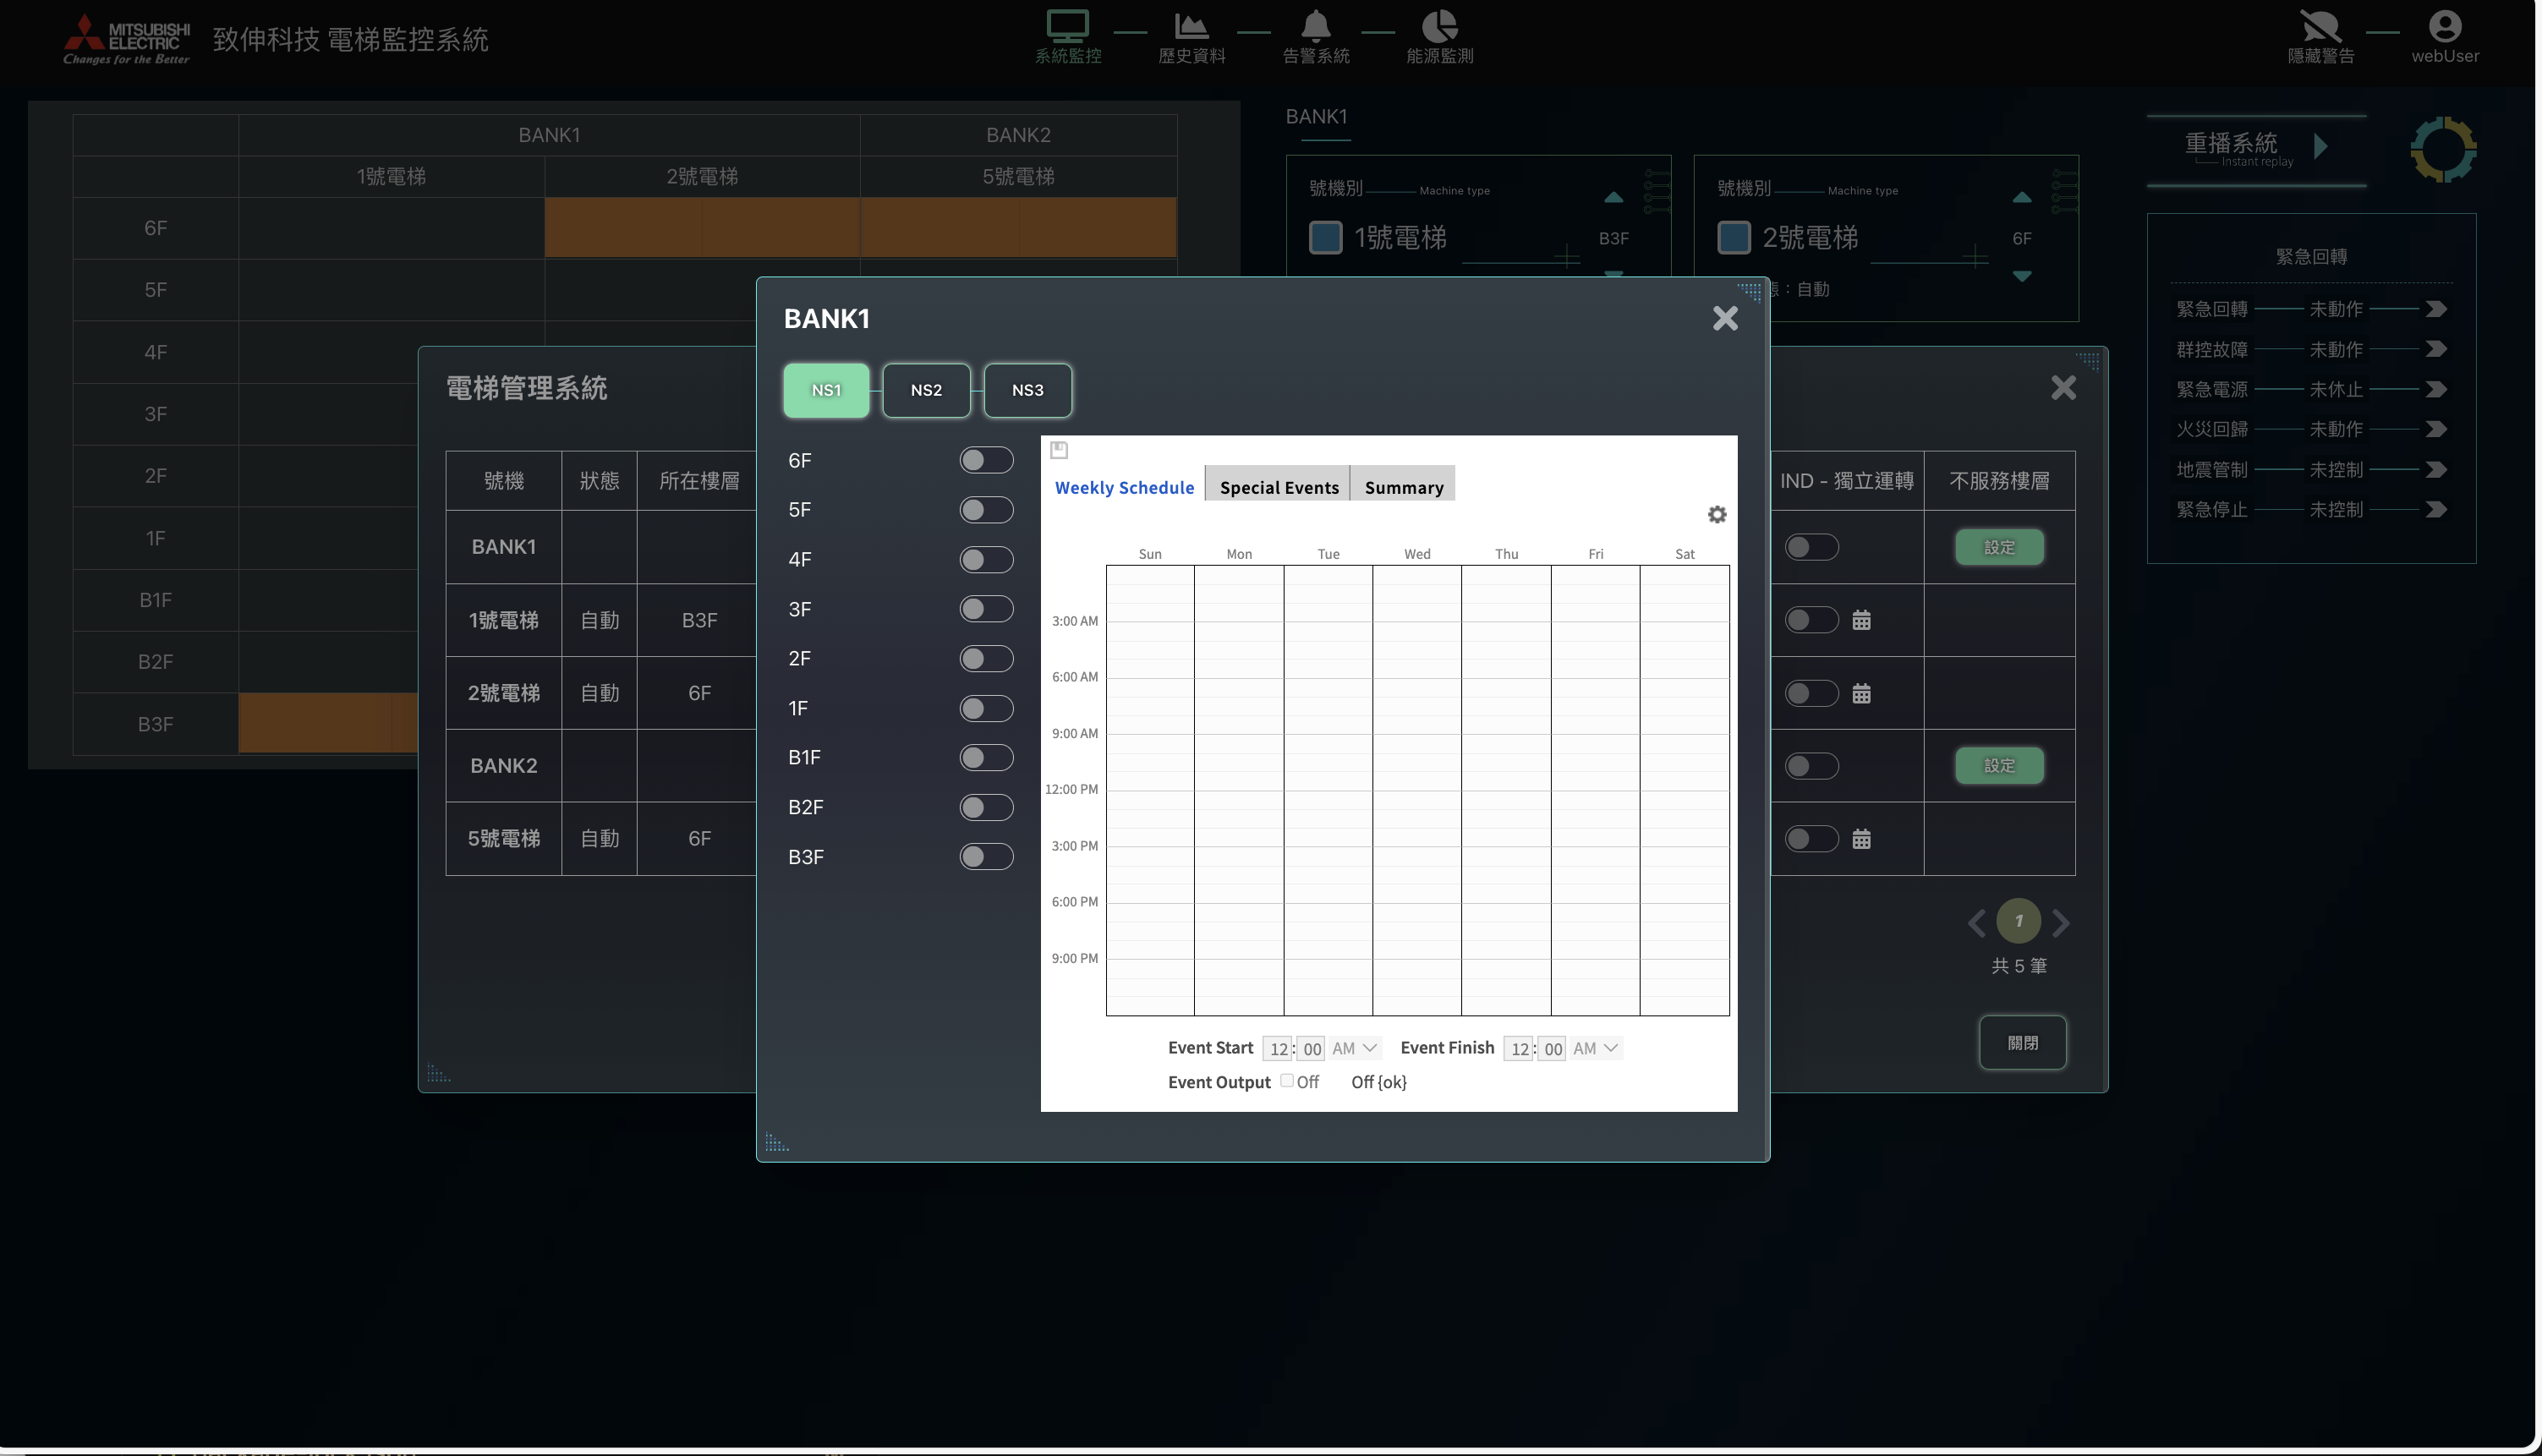 MITSUBISHI
ELECTRIC
Changes for the Better
致伸科技 電梯監控系統
系統監控
歷史資料
告警系統
能源監測
隱藏警告
webUser
BANK1 BANK2
1號電梯 2號電梯 5號電梯
6F
5F
4F
3F
2F
1F
B1F
B2F
B3F
BANK1
號機別 Machine type
1號電梯
B3F
號機別 Machine type
2號電梯
6F
態：自動
重播系統
Instant replay
緊急回轉
緊急回轉 未動作
群控故障 未動作
緊急電源 未休止
火災回歸 未動作
地震管制 未控制
緊急停止 未控制
電梯管理系統
號機 狀態 所在樓層 IND - 獨立運轉 不服務樓層
BANK1 設定
1號電梯 自動 B3F
2號電梯 自動 6F
BANK2 設定
5號電梯 自動 6F
1
共 5 筆
關閉
BANK1
NS1 NS2 NS3
6F
5F
4F
3F
2F
1F
B1F
B2F
B3F
Weekly Schedule Special Events Summary
Sun Mon Tue Wed Thu Fri Sat
3:00 AM
6:00 AM
9:00 AM
12:00 PM
3:00 PM
6:00 PM
9:00 PM
Event Start 12: 00 AM Event Finish 12: 00 AM
Event Output Off Off {ok}